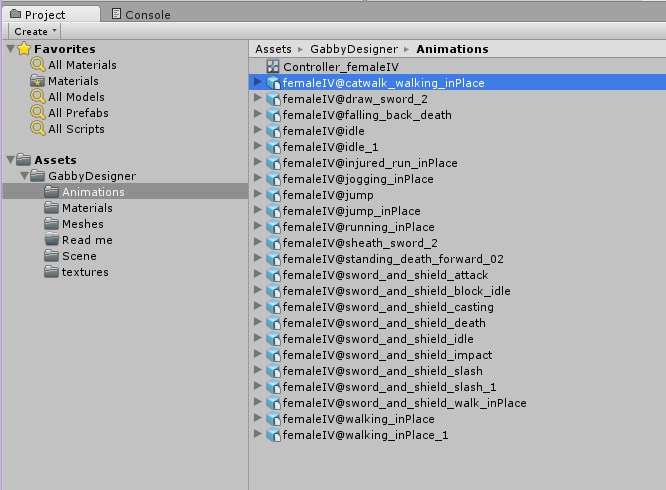 Project
Console
Create
Favorites
All Materials
Materials
All Models
All Prefabs
All Scripts
Assets
GabbyDesigner
Animations
Materials
Meshes
Read me
Scene
textures
Assets ▸ GabbyDesigner ▸ Animations
Controller_femaleIV
femaleIV@catwalk_walking_inPlace
femaleIV@draw_sword_2
femaleIV@falling_back_death
femaleIV@idle
femaleIV@idle_1
femaleIV@injured_run_inPlace
femaleIV@jogging_inPlace
femaleIV@jump
femaleIV@jump_inPlace
femaleIV@running_inPlace
femaleIV@sheath_sword_2
femaleIV@standing_death_forward_02
femaleIV@sword_and_shield_attack
femaleIV@sword_and_shield_block_idle
femaleIV@sword_and_shield_casting
femaleIV@sword_and_shield_death
femaleIV@sword_and_shield_idle
femaleIV@sword_and_shield_impact
femaleIV@sword_and_shield_slash
femaleIV@sword_and_shield_slash_1
femaleIV@sword_and_shield_walk_inPlace
femaleIV@walking_inPlace
femaleIV@walking_inPlace_1